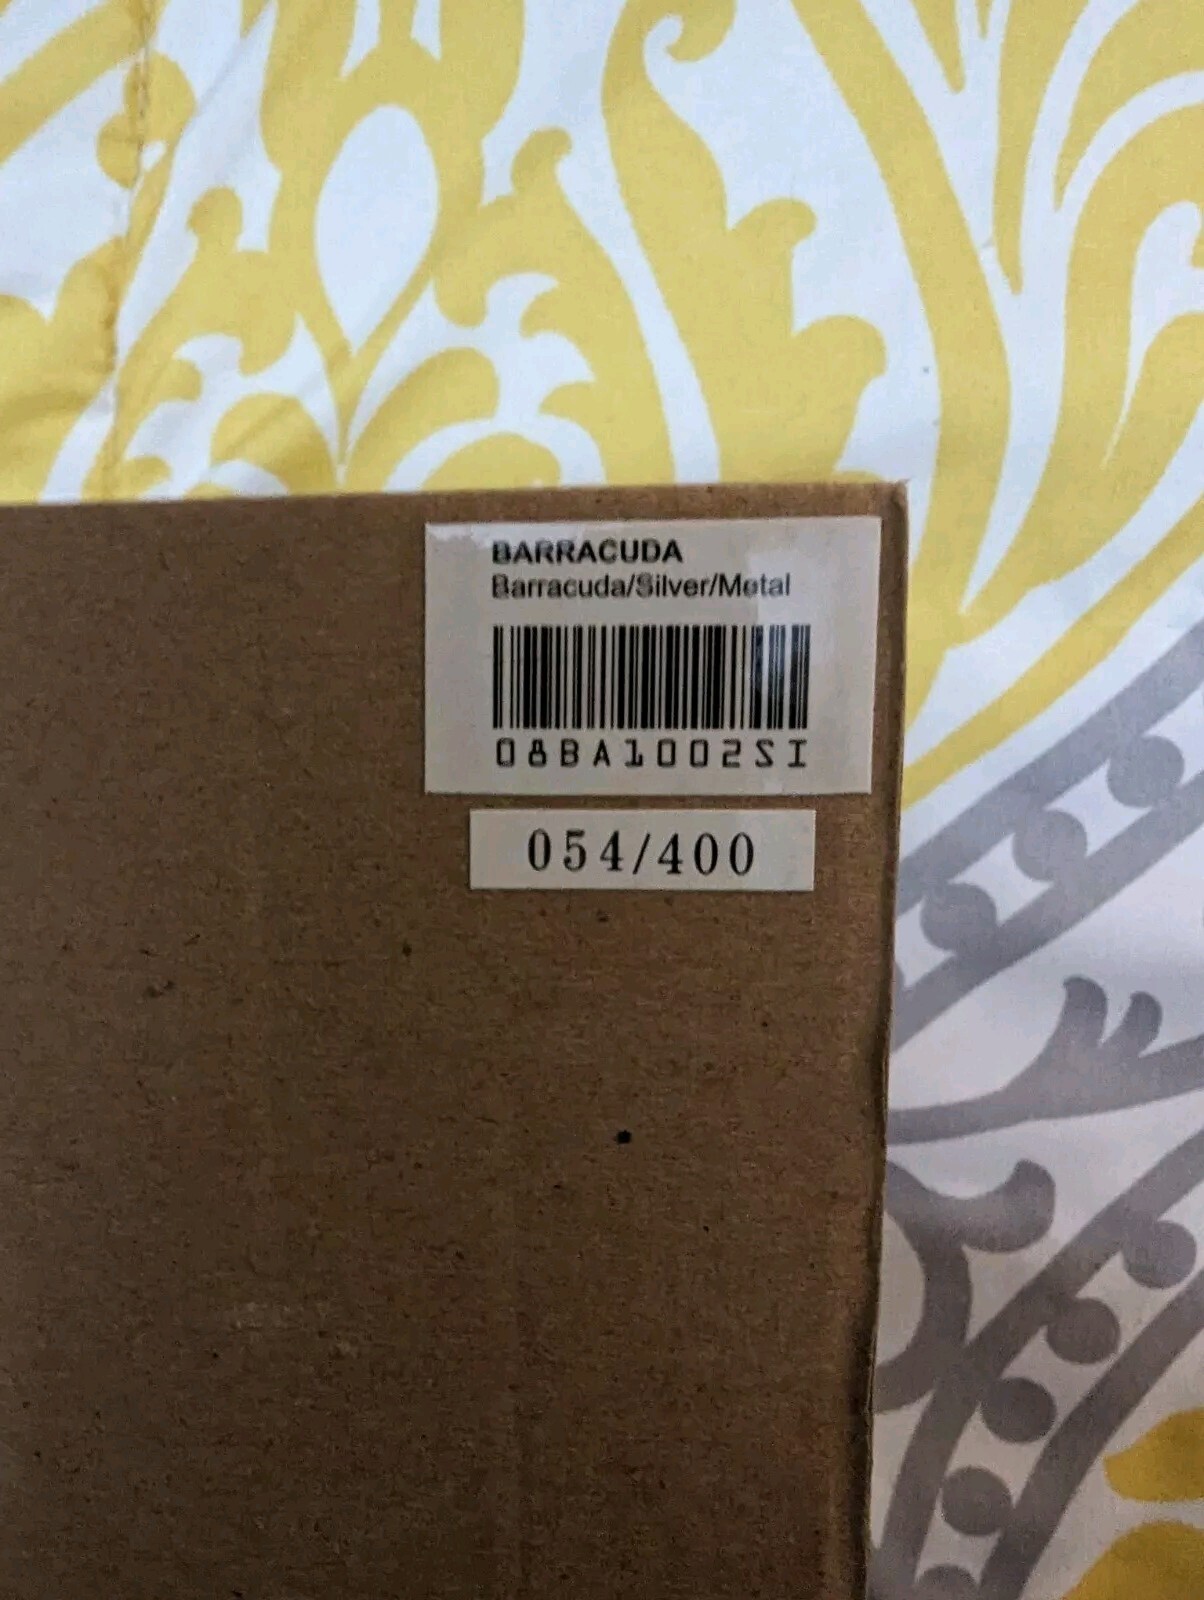 BARRACUDA
Barracuda/Silver/Metal
08BA1002SI
054/400